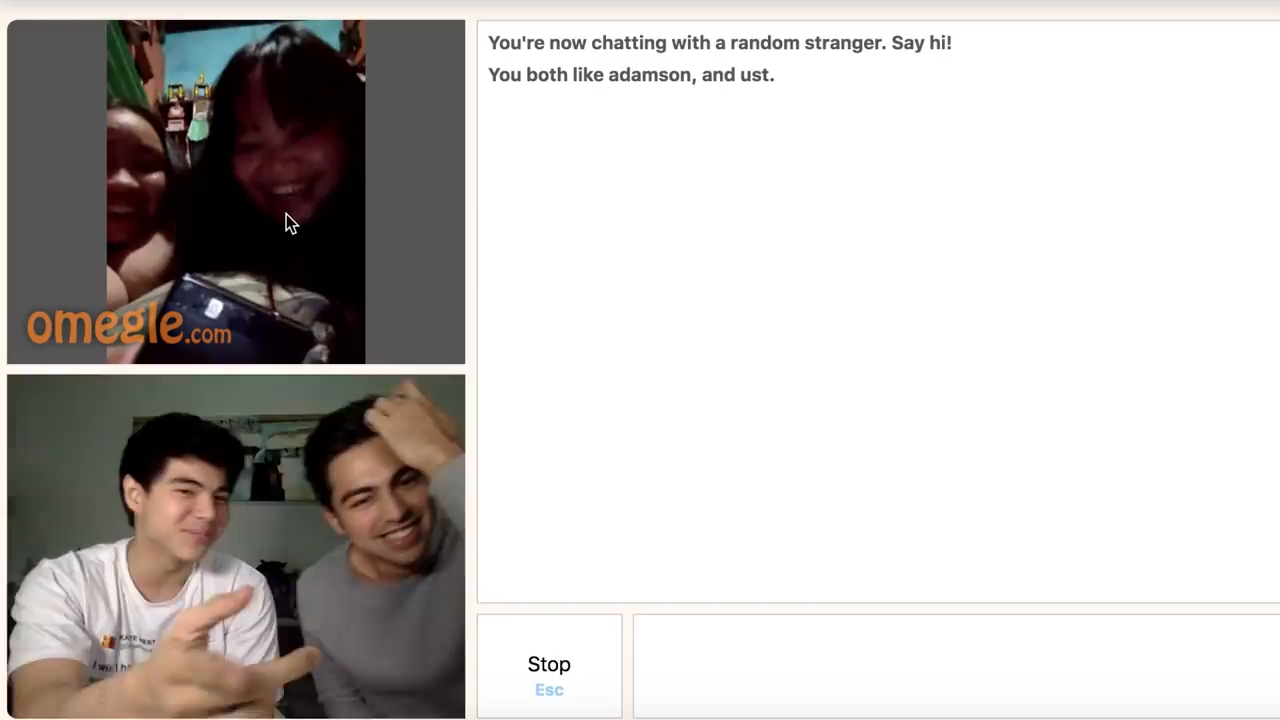 You're now chatting with a random stranger. Say hi!
You both like adamson, and ust.
omegle.com
Stop
Esc